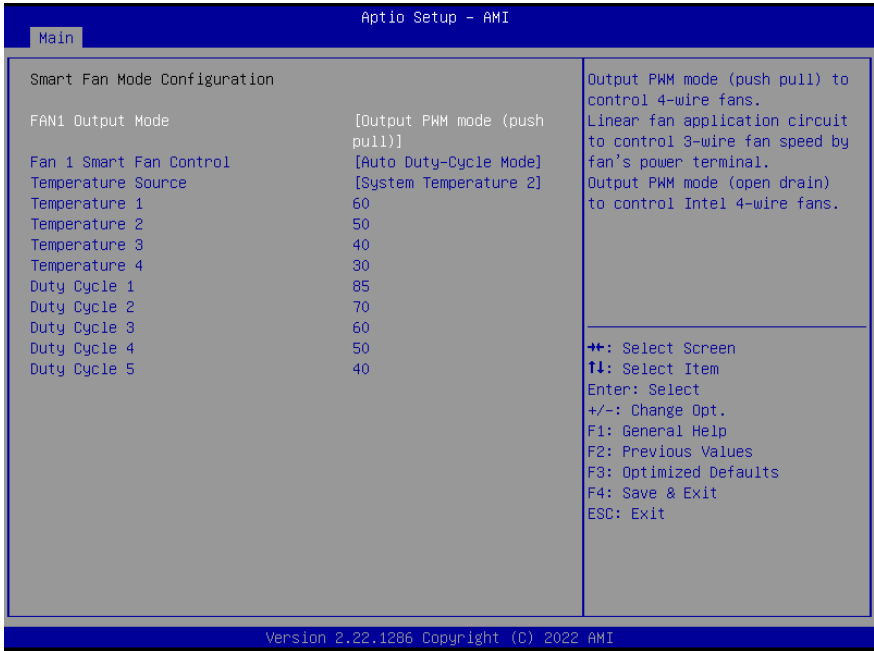 Aptio Setup - AMI
Main
Smart Fan Mode Configuration
FAN1 Output Mode [Output PWM mode (push
pull)]
Fan 1 Smart Fan Control [Auto Duty-Cycle Mode]
Temperature Source [System Temperature 2]
Temperature 1 60
Temperature 2 50
Temperature 3 40
Temperature 4 30
Duty Cycle 1 85
Duty Cycle 2 70
Duty Cycle 3 60
Duty Cycle 4 50
Duty Cycle 5 40
Output PWM mode (push pull) to
control 4-wire fans.
Linear fan application circuit
to control 3-wire fan speed by
fan's power terminal.
Output PWM mode (open drain)
to control Intel 4-wire fans.
→←: Select Screen
↑↓: Select Item
Enter: Select
+/-: Change Opt.
F1: General Help
F2: Previous Values
F3: Optimized Defaults
F4: Save & Exit
ESC: Exit
Version 2.22.1286 Copyright (C) 2022 AMI